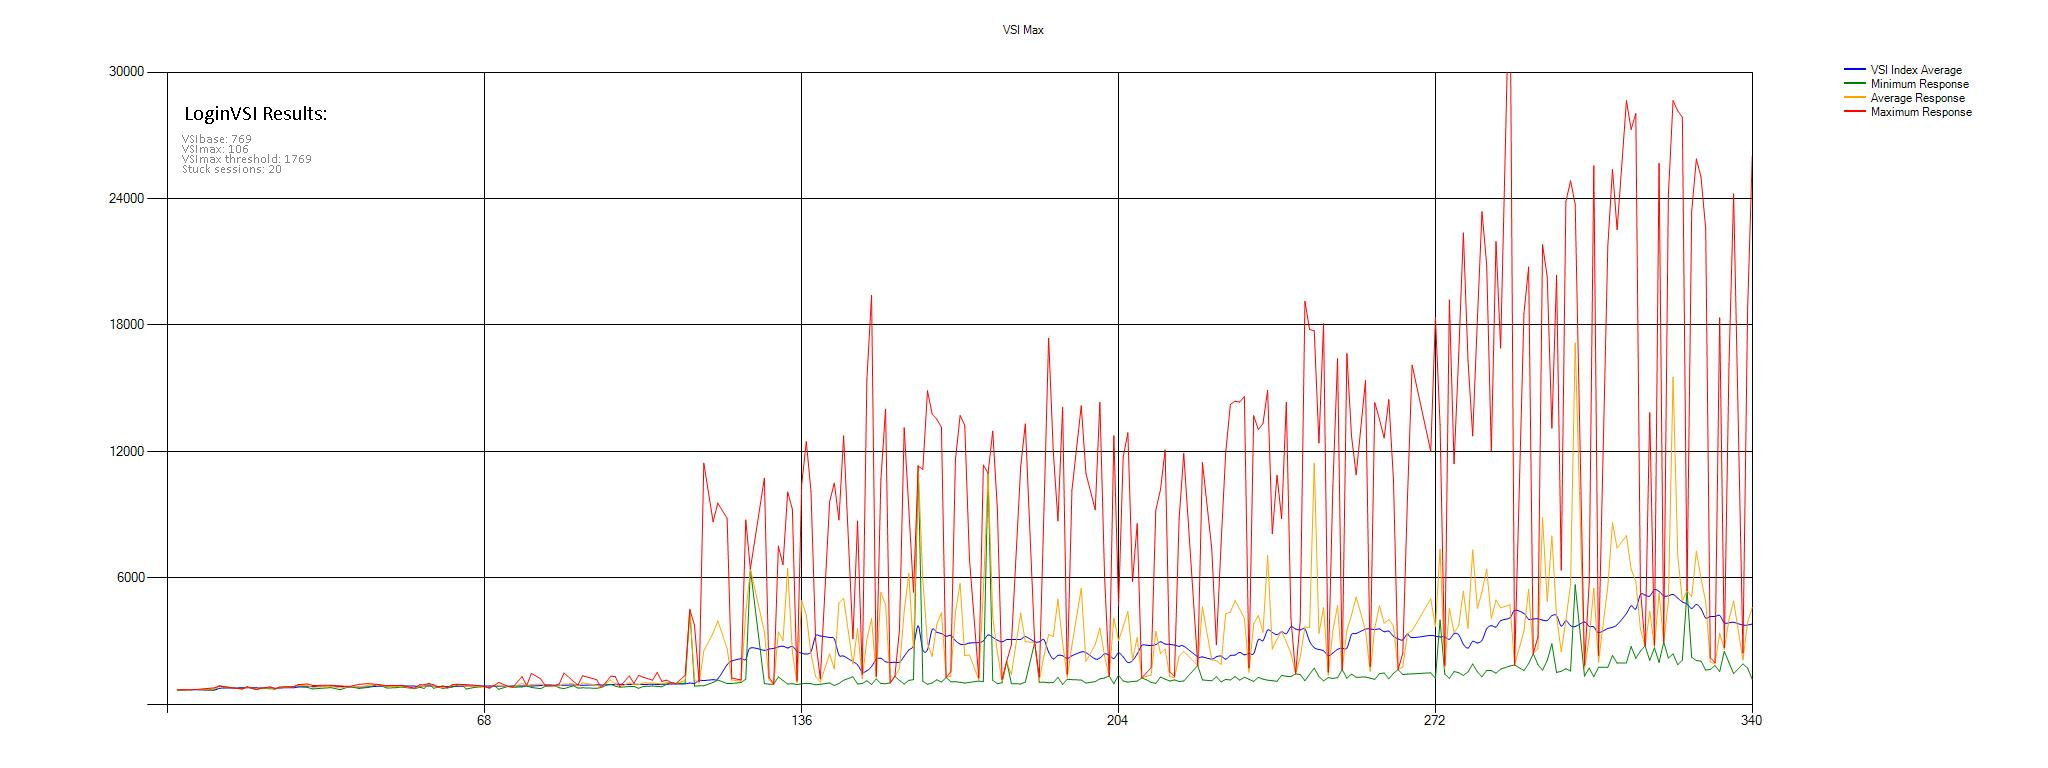 VSI Max
30000
24000
18000
12000
6000
LoginVSI Results:
VSIbase: 769
VSImax: 106
VSImax threshold: 1769
Stuck sessions: 20
VSI Index Average
Minimum Response
Average Response
Maximum Response
68
136
204
272
340